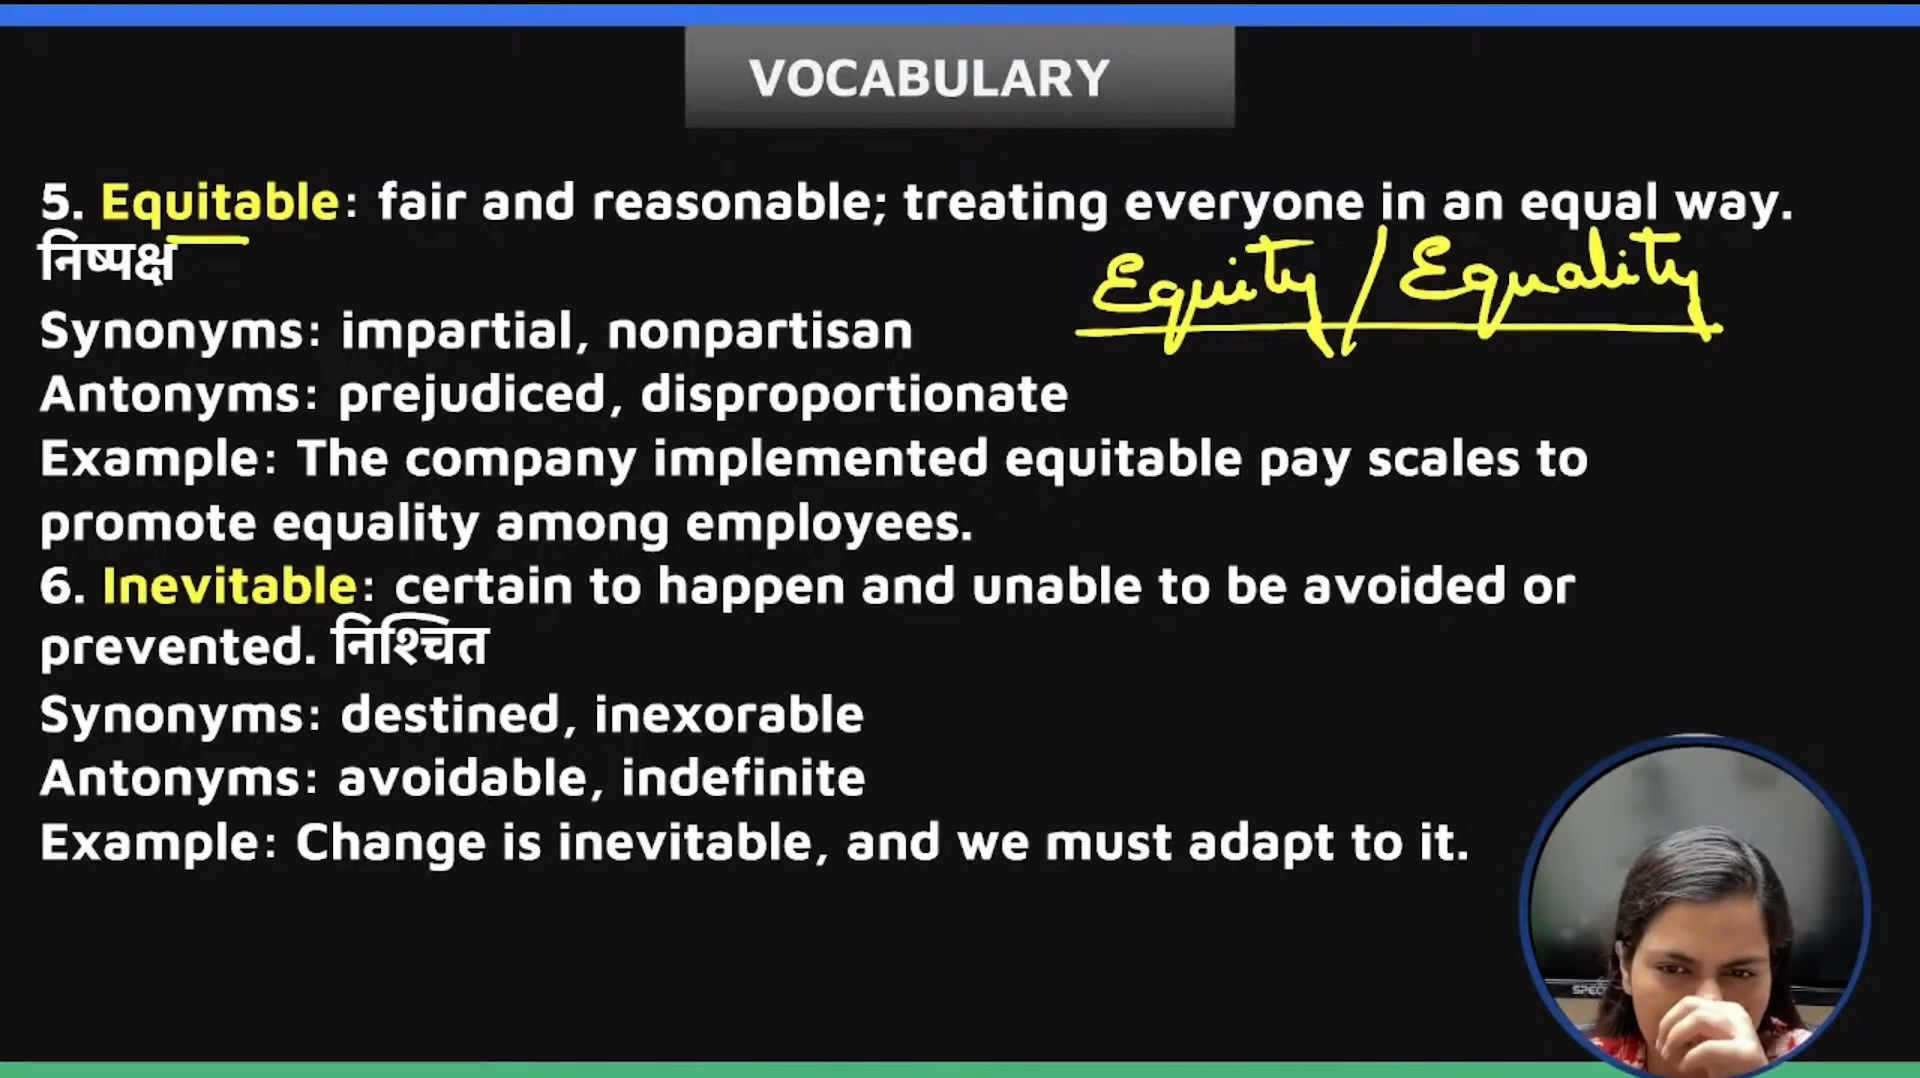 VOCABULARY
5. Equitable: fair and reasonable; treating everyone in an equal way.
निष्पक्ष
Equity / Equality
Synonyms: impartial, nonpartisan
Antonyms: prejudiced, disproportionate
Example: The company implemented equitable pay scales to
promote equality among employees.
6. Inevitable: certain to happen and unable to be avoided or
prevented. निश्चित
Synonyms: destined, inexorable
Antonyms: avoidable, indefinite
Example: Change is inevitable, and we must adapt to it.